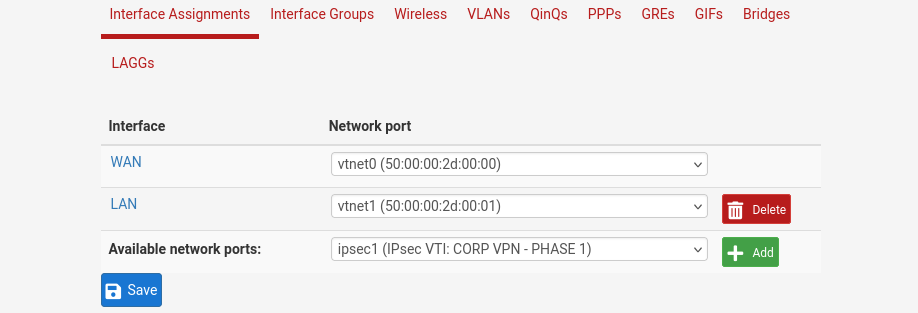 Interface Assignments Interface Groups Wireless VLANs QinQs PPPs GREs GIFs Bridges
LAGGs
Interface Network port
WAN vtnet0 (50:00:00:2d:00:00)
LAN vtnet1 (50:00:00:2d:00:01) Delete
Available network ports: ipsec1 (IPsec VTI: CORP VPN - PHASE 1) Add
Save